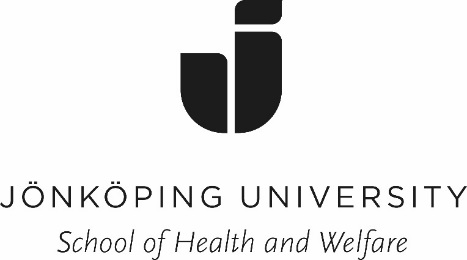 JÖNKÖPING UNIVERSITY
School of Health and Welfare